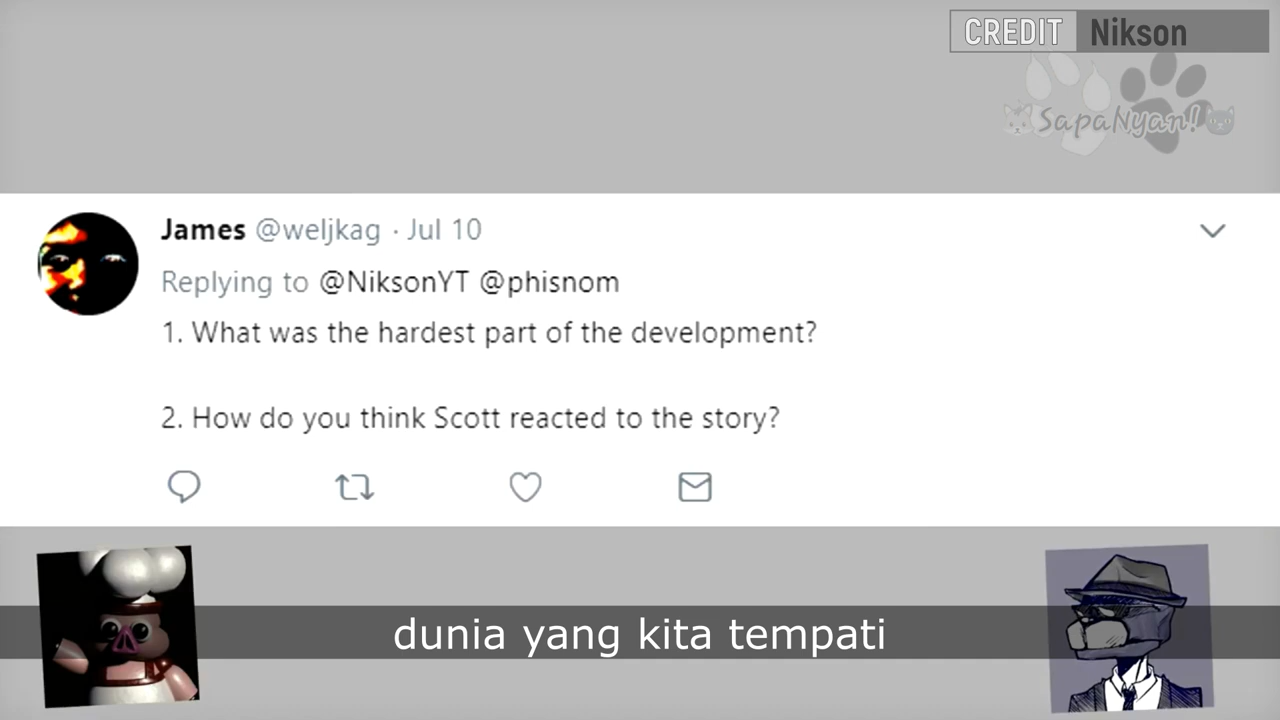 CREDIT Nikson
SapaNyan!
James @weljkag · Jul 10
Replying to @NiksonYT @phisnom
1. What was the hardest part of the development?
2. How do you think Scott reacted to the story?
dunia yang kita tempati